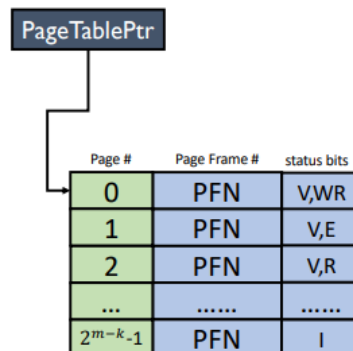 PageTablePtr
Page # Page Frame # status bits
0 PFN V,WR
1 PFN V,E
2 PFN V,R
... ...... ......
2^{m-k}-1 PFN I